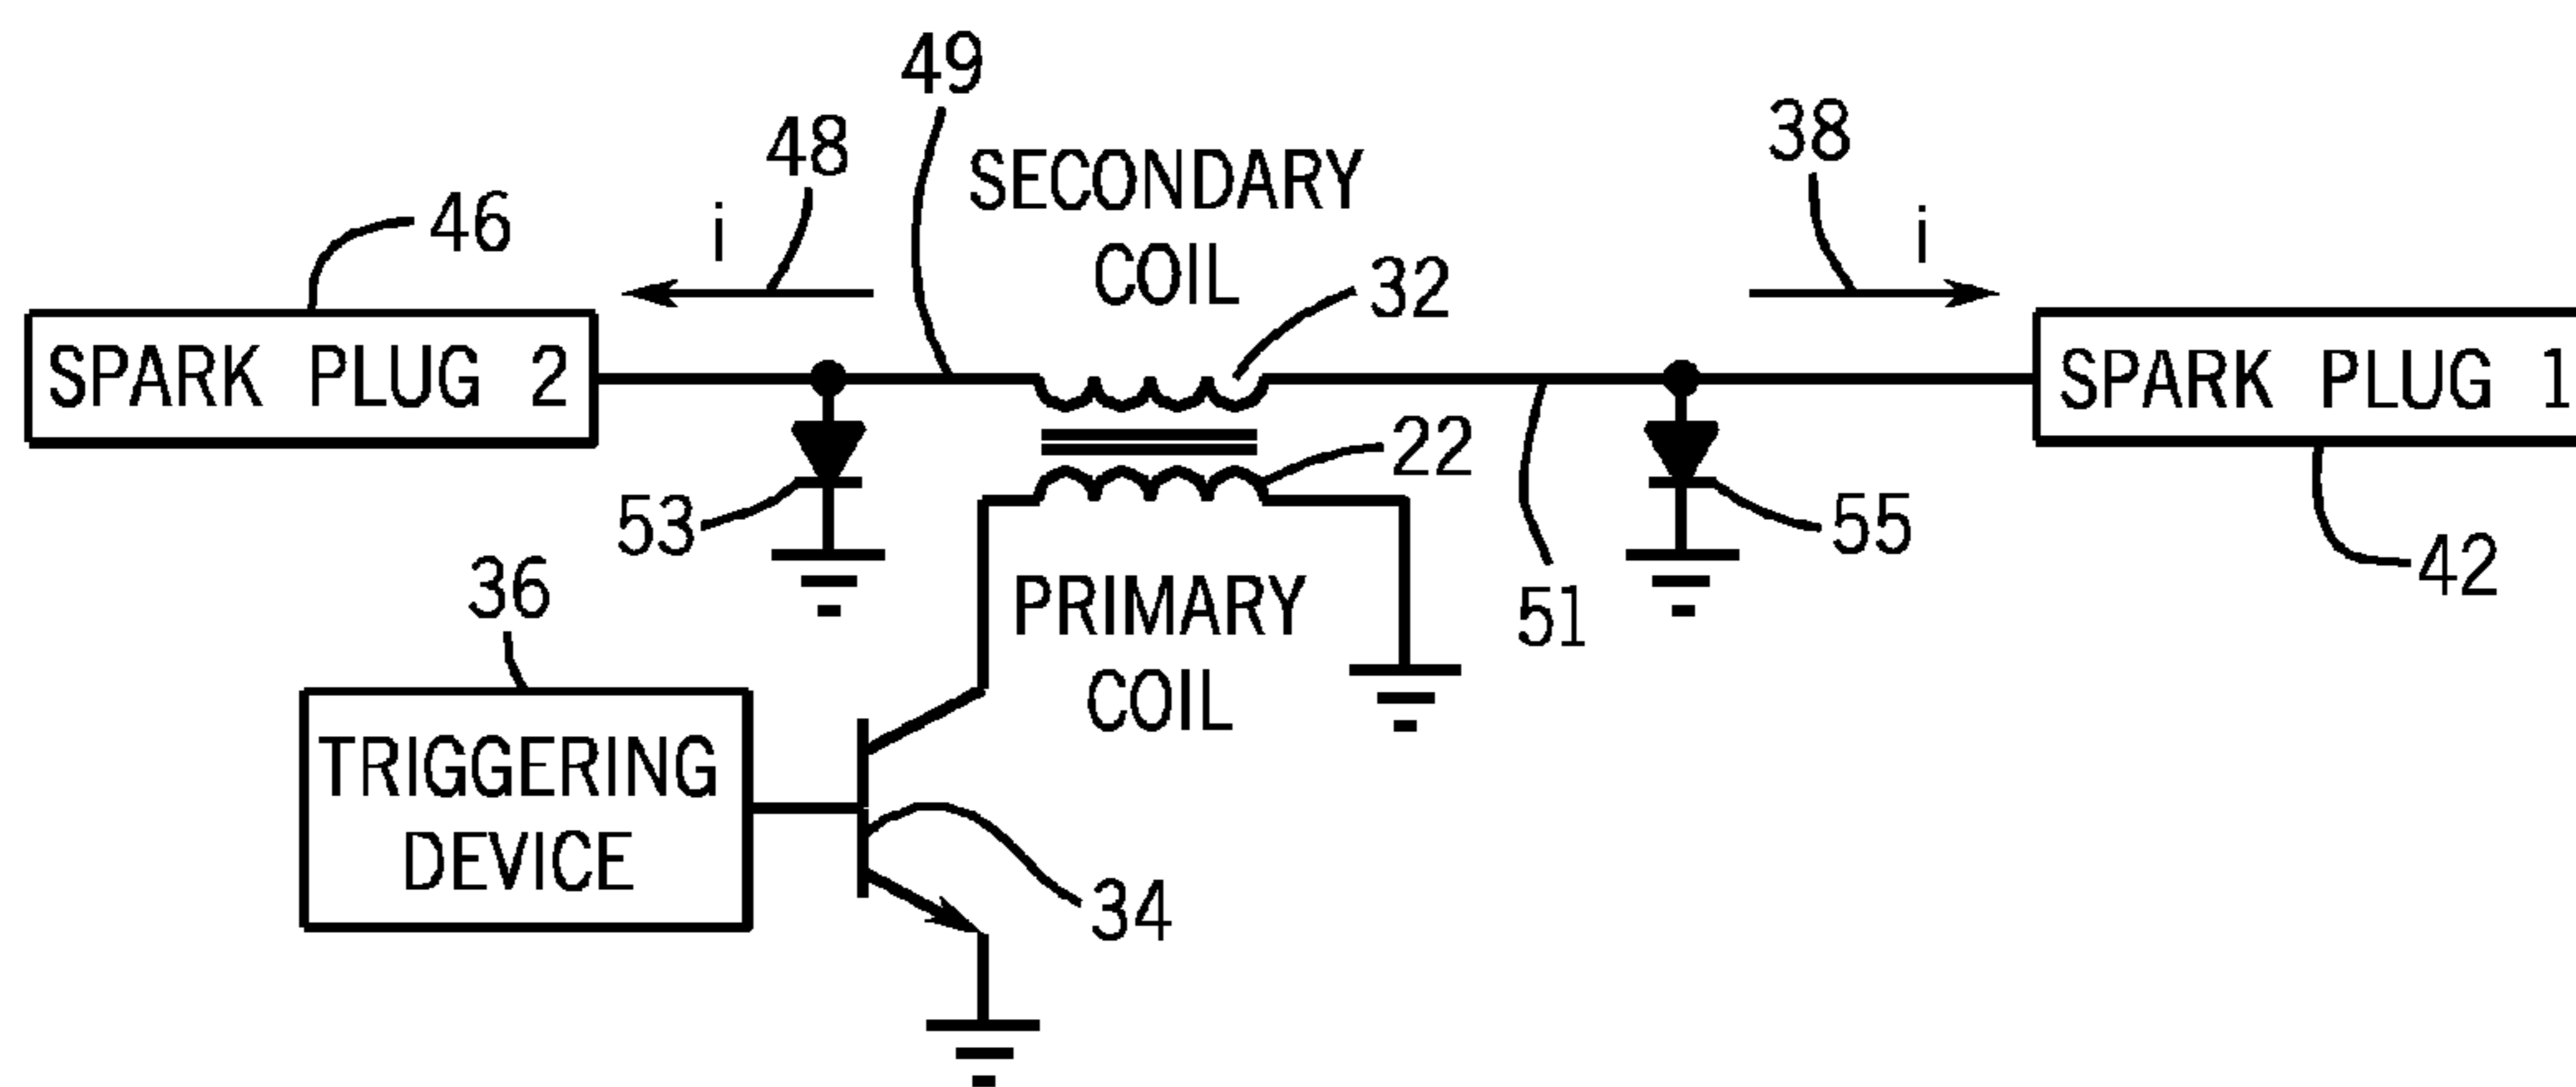 49
48
38
SECONDARY
COIL
46
i
i
32
SPARK PLUG 2
SPARK PLUG 1
22
53
55
36
PRIMARY
COIL
51
42
TRIGGERING
DEVICE
34